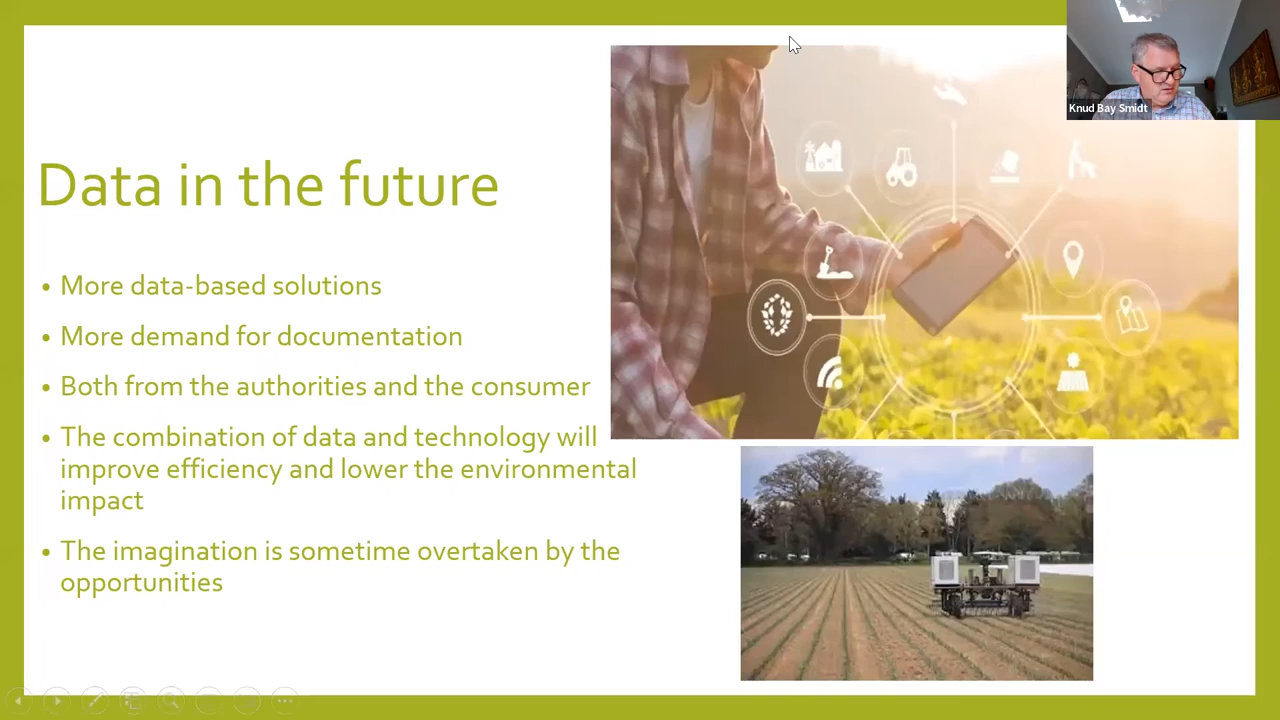 Knud Bay Smidt
Data in the future
• More data-based solutions
• More demand for documentation
• Both from the authorities and the consumer
• The combination of data and technology will
improve efficiency and lower the environmental
impact
• The imagination is sometime overtaken by the
opportunities